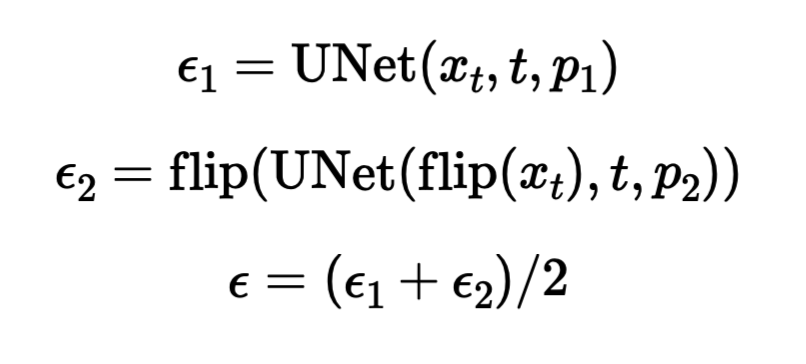 ϵ₁ = UNet(xₜ, t, p₁)
ϵ₂ = flip(UNet(flip(xₜ), t, p₂))
ϵ = (ϵ₁ + ϵ₂)/2